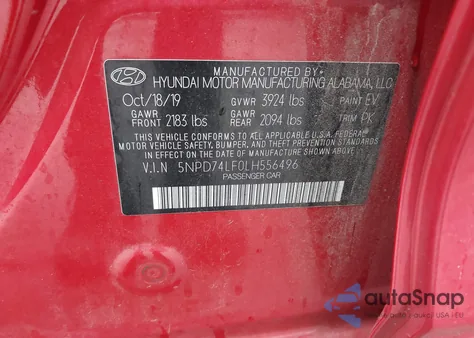 MANUFACTURED BY
HYUNDAI MOTOR MANUFACTURING ALABAMA, LLC
Oct/18/19 GVWR 3924 lbs PAINT EV
GAWR FRONT 2183 lbs GAWR REAR 2094 lbs TRIM PK
THIS VEHICLE CONFORMS TO ALL APPLICABLE U.S.A. FEDERAL
MOTOR VEHICLE SAFETY, BUMPER, AND THEFT PREVENTION
STANDARDS IN EFFECT ON THE DATE OF MANUFACTURE SHOWN ABOVE.
V.I.N 5NPD74LF0LH556496
PASSENGER CAR
autoSnap